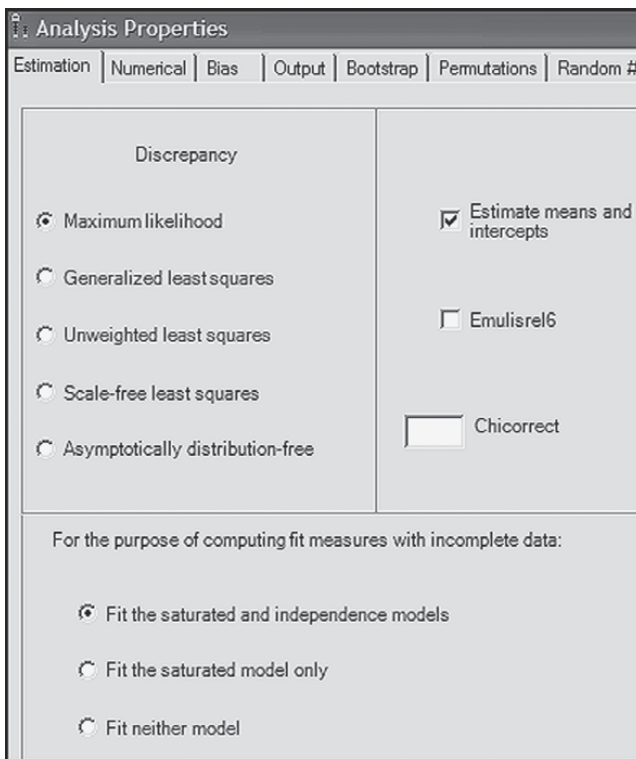 Analysis Properties
Estimation Numerical Bias Output Bootstrap Permutations Random #
Discrepancy
Maximum likelihood
Generalized least squares
Unweighted least squares
Scale-free least squares
Asymptotically distribution-free
Estimate means and
intercepts
Emulisrel6
Chicorrect
For the purpose of computing fit measures with incomplete data:
Fit the saturated and independence models
Fit the saturated model only
Fit neither model